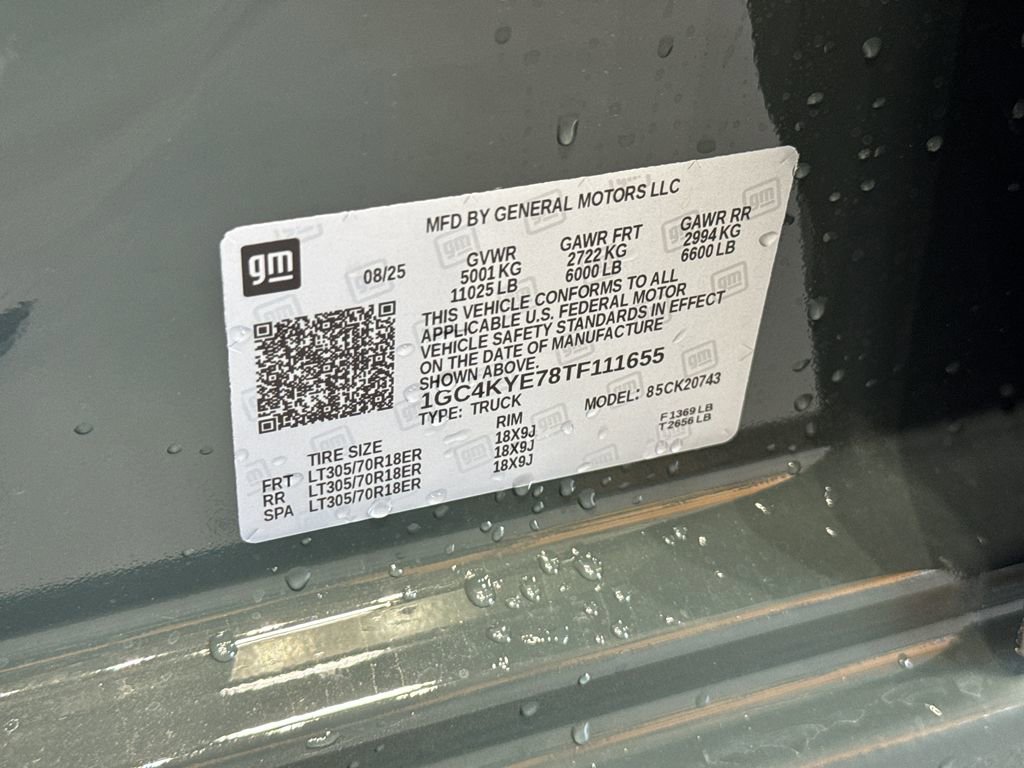 MFD BY GENERAL MOTORS LLC
gm
08/25
GVWR GAWR FRT GAWR RR
5001 KG 2722 KG 2994 KG
11025 LB 6000 LB 6600 LB
THIS VEHICLE CONFORMS TO ALL
APPLICABLE U.S. FEDERAL MOTOR
VEHICLE SAFETY STANDARDS IN EFFECT
ON THE DATE OF MANUFACTURE
SHOWN ABOVE.
1GC4KYE78TF111655
TYPE: TRUCK MODEL: 85CK20743
TIRE SIZE RIM
FRT LT305/70R18ER 18X9J
RR LT305/70R18ER 18X9J
SPA LT305/70R18ER 18X9J
F 1369 LB
T 2656 LB